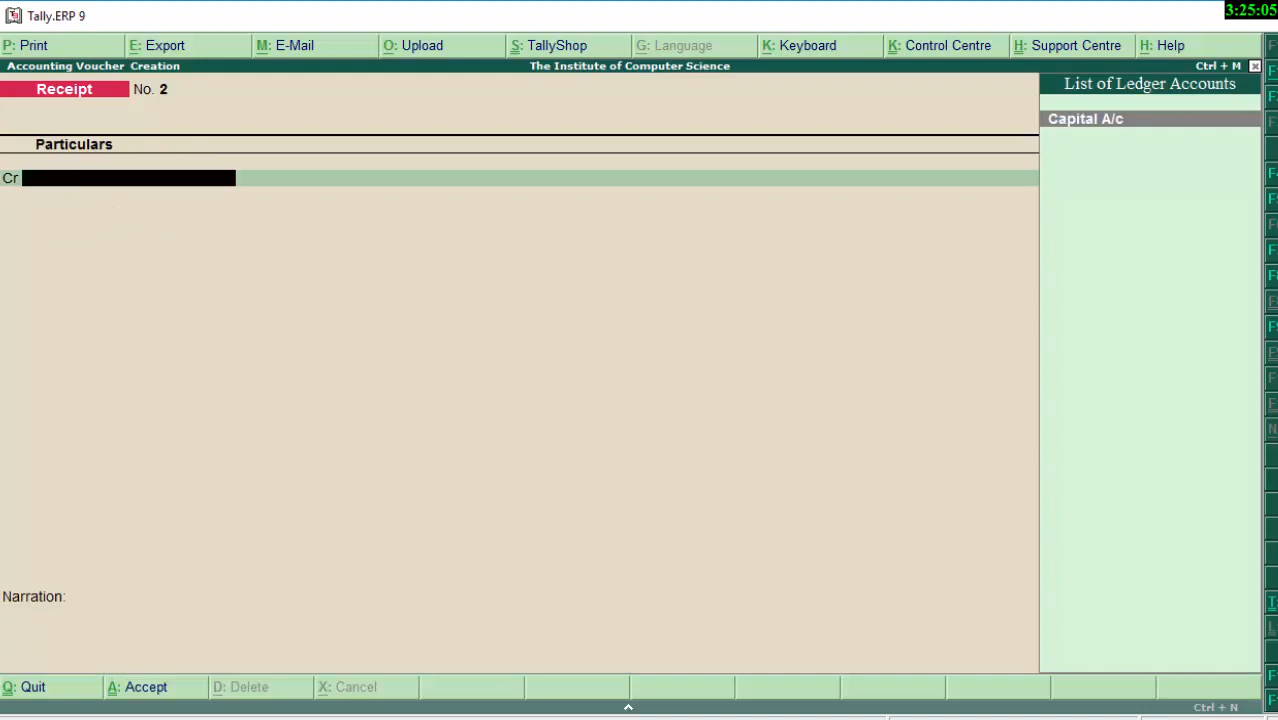 Tally.ERP 9
3:25:05
P: Print
E: Export
M: E-Mail
O: Upload
S: TallyShop
G: Language
K: Keyboard
K: Control Centre
H: Support Centre
H: Help
Accounting Voucher Creation
The Institute of Computer Science
Ctrl + M
Receipt No. 2
List of Ledger Accounts
Capital A/c
Particulars
Cr
Narration:
Q: Quit
A: Accept
D: Delete
X: Cancel
Ctrl + N